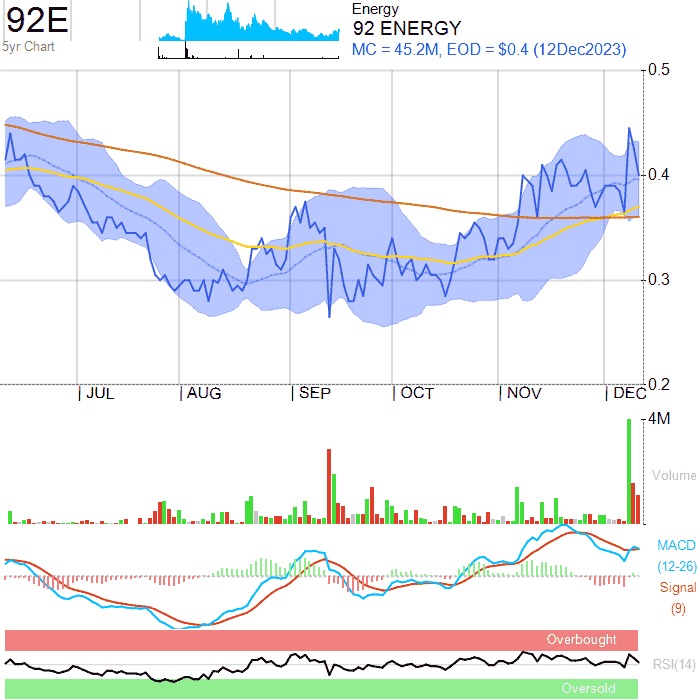 92E
5yr Chart
Energy
92 ENERGY
MC = 45.2M, EOD = $0.4 (12Dec2023)
0.5
0.4
0.3
0.2
JUL
AUG
SEP
OCT
NOV
DEC
4M
Volume
MACD
(12-26)
Signal
(9)
Overbought
RSI(14)
Oversold